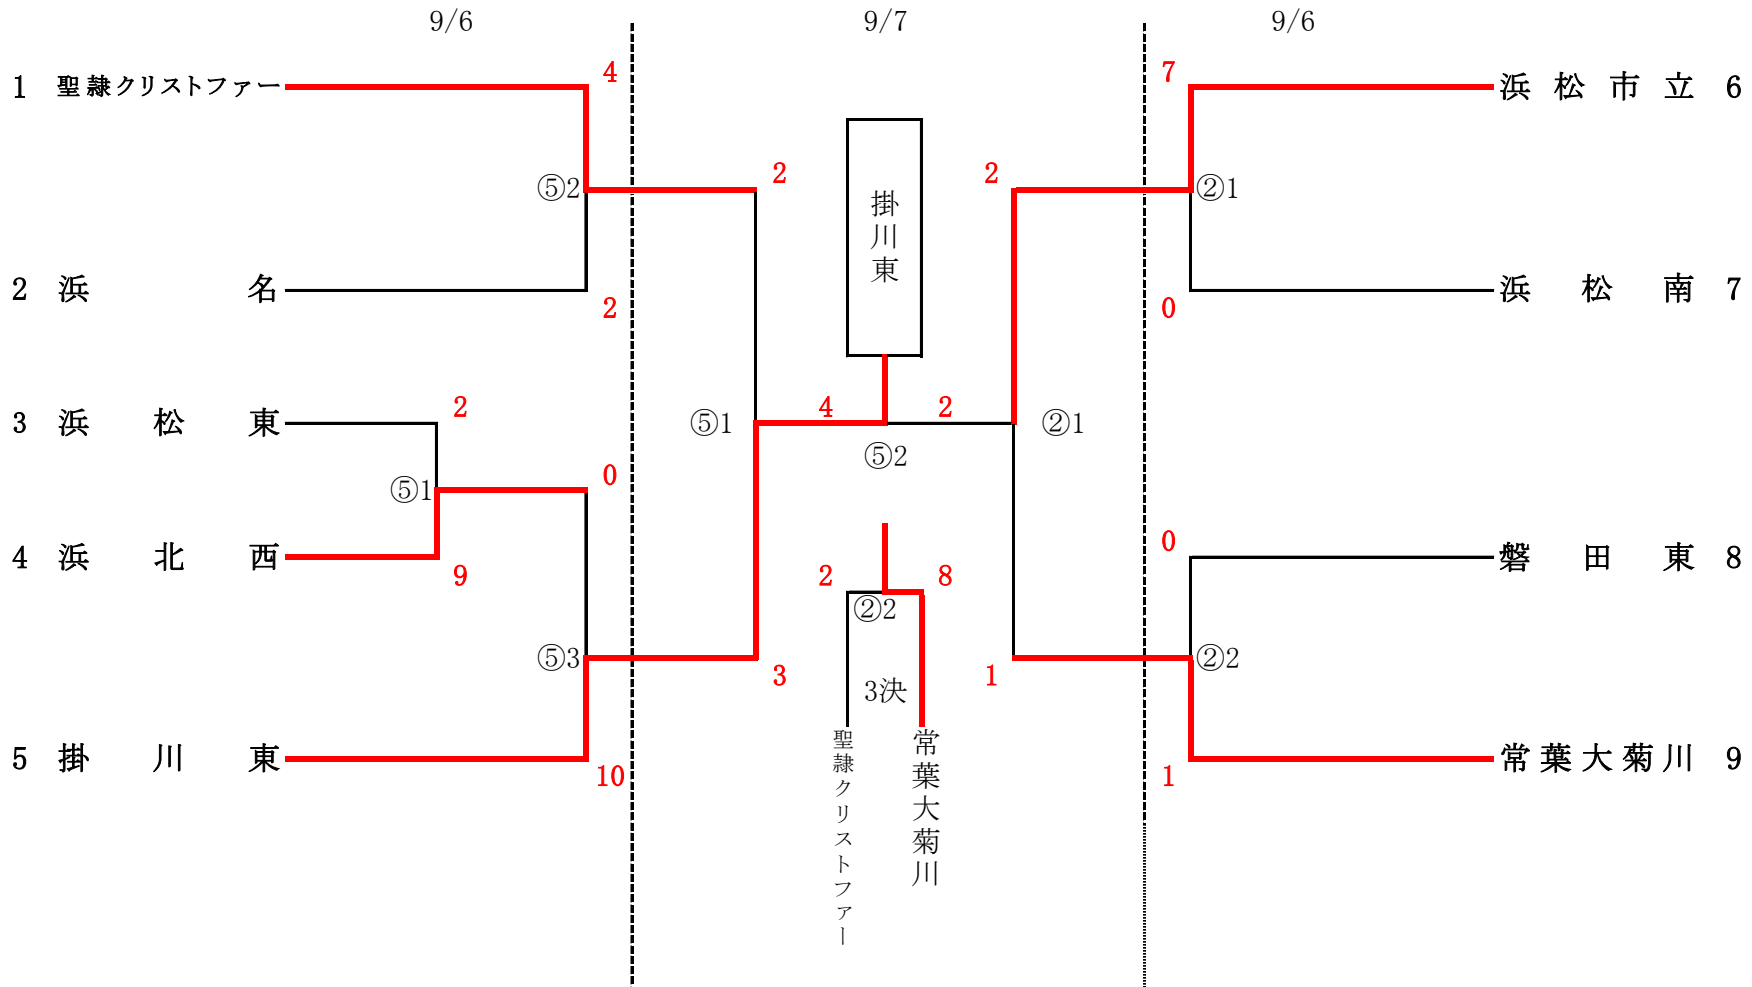 9/6
9/7
9/6
1 聖隷クリストファー
4
7
浜松市立 6
2
2
⑤2
②1
掛川東
2 浜名
2
0
浜松南 7
3 浜松東
2
4
2
⑤1
②1
⑤2
0
⑤1
4 浜北西
9
0
磐田東 8
2
8
②2
⑤3
3
1
②2
3決
5 掛川東
10
1
常葉大菊川 9
聖隷クリストファー
常葉大菊川